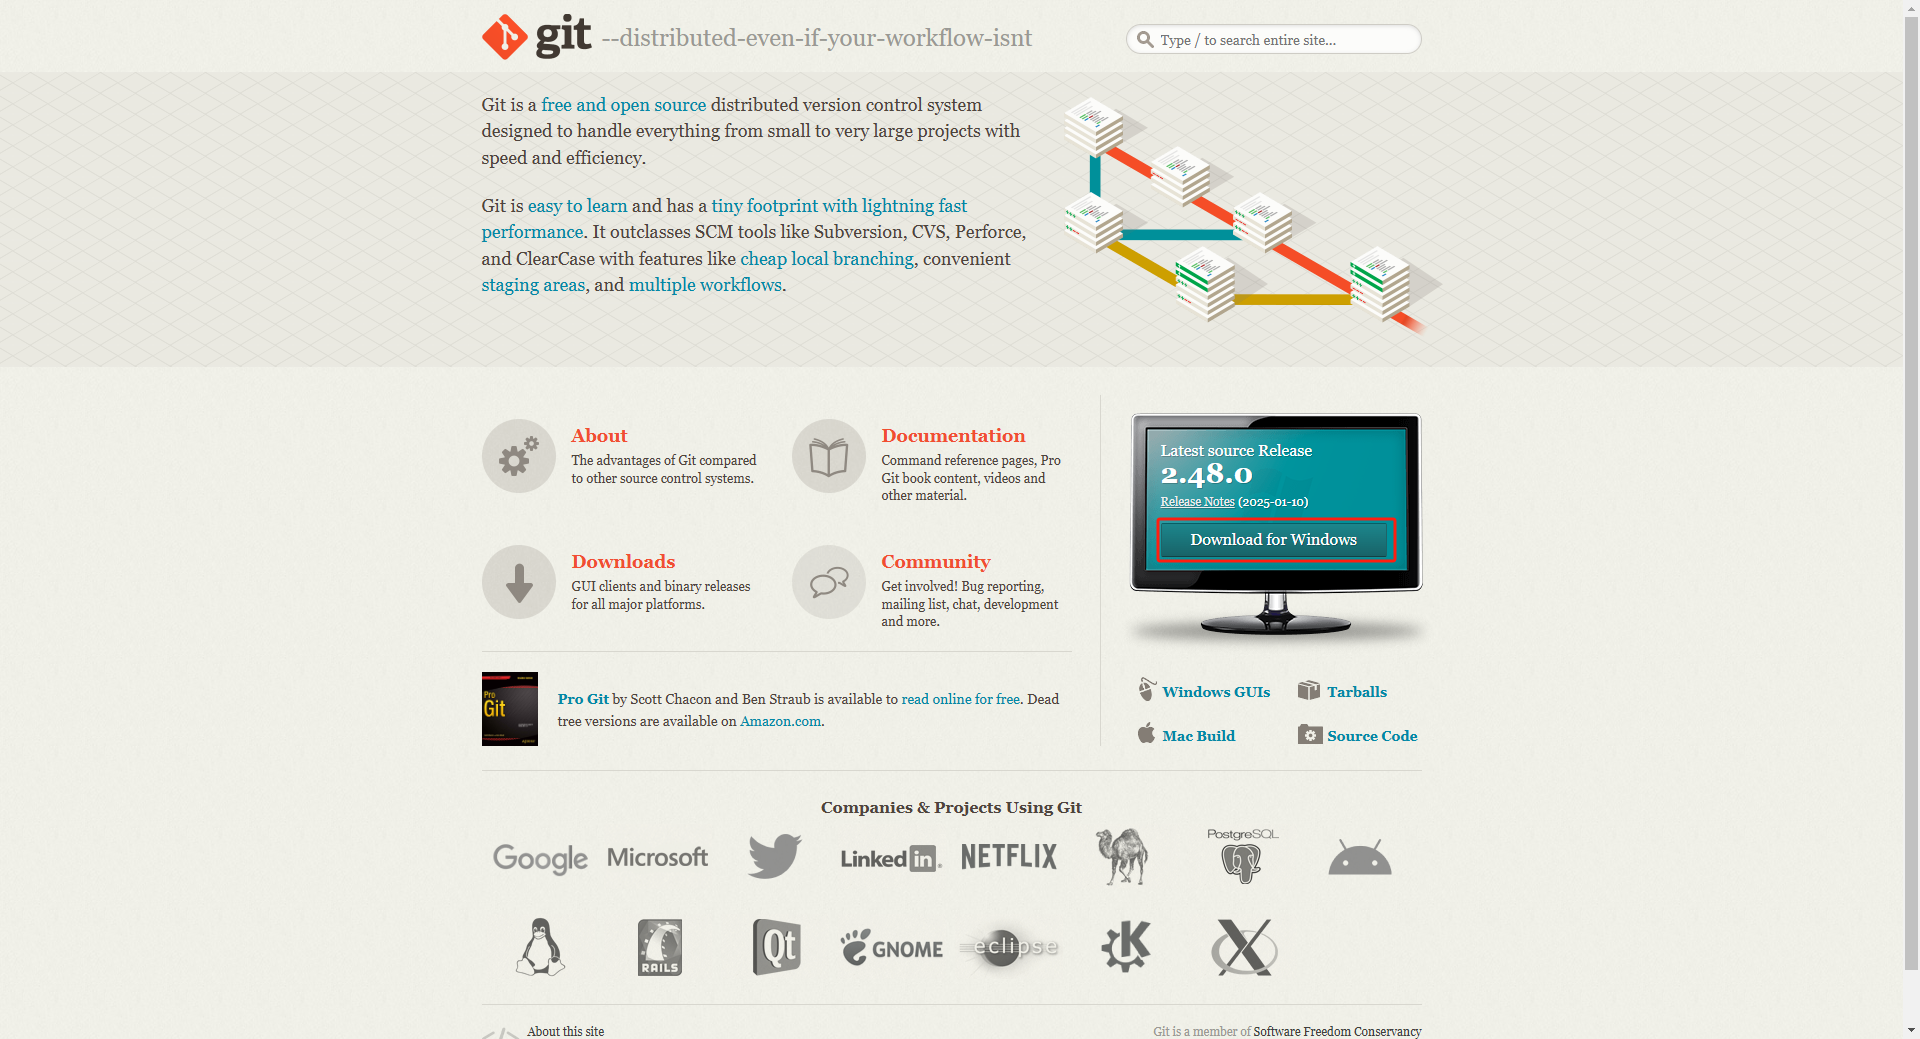 git --distributed-even-if-your-workflow-isnt
Type / to search entire site...
Git is a free and open source distributed version control system
designed to handle everything from small to very large projects with
speed and efficiency.
Git is easy to learn and has a tiny footprint with lightning fast
performance. It outclasses SCM tools like Subversion, CVS, Perforce,
and ClearCase with features like cheap local branching, convenient
staging areas, and multiple workflows.
About
The advantages of Git compared
to other source control systems.
Documentation
Command reference pages, Pro
Git book content, videos and
other material.
Downloads
GUI clients and binary releases
for all major platforms.
Community
Get involved! Bug reporting,
mailing list, chat, development
and more.
Pro
Git
Pro Git by Scott Chacon and Ben Straub is available to read online for free. Dead
tree versions are available on Amazon.com.
Latest source Release
2.48.0
Release Notes (2025-01-10)
Download for Windows
Windows GUIs
Tarballs
Mac Build
Source Code
Companies & Projects Using Git
Google
Microsoft
Linked in
NETFLIX
PostgreSQL
RAILS
Qt
GNOME
eclipse
K
X
About this site
Git is a member of Software Freedom Conservancy